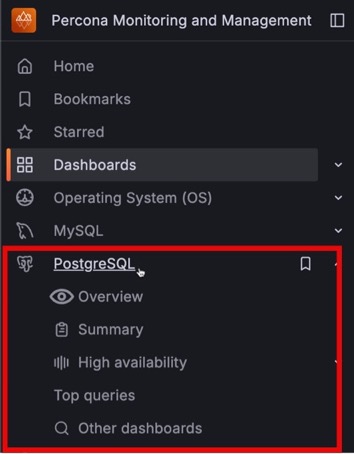 Percona Monitoring and Management
Home
Bookmarks
Starred
Dashboards
Operating System (OS)
MySQL
PostgreSQL
Overview
Summary
High availability
Top queries
Other dashboards